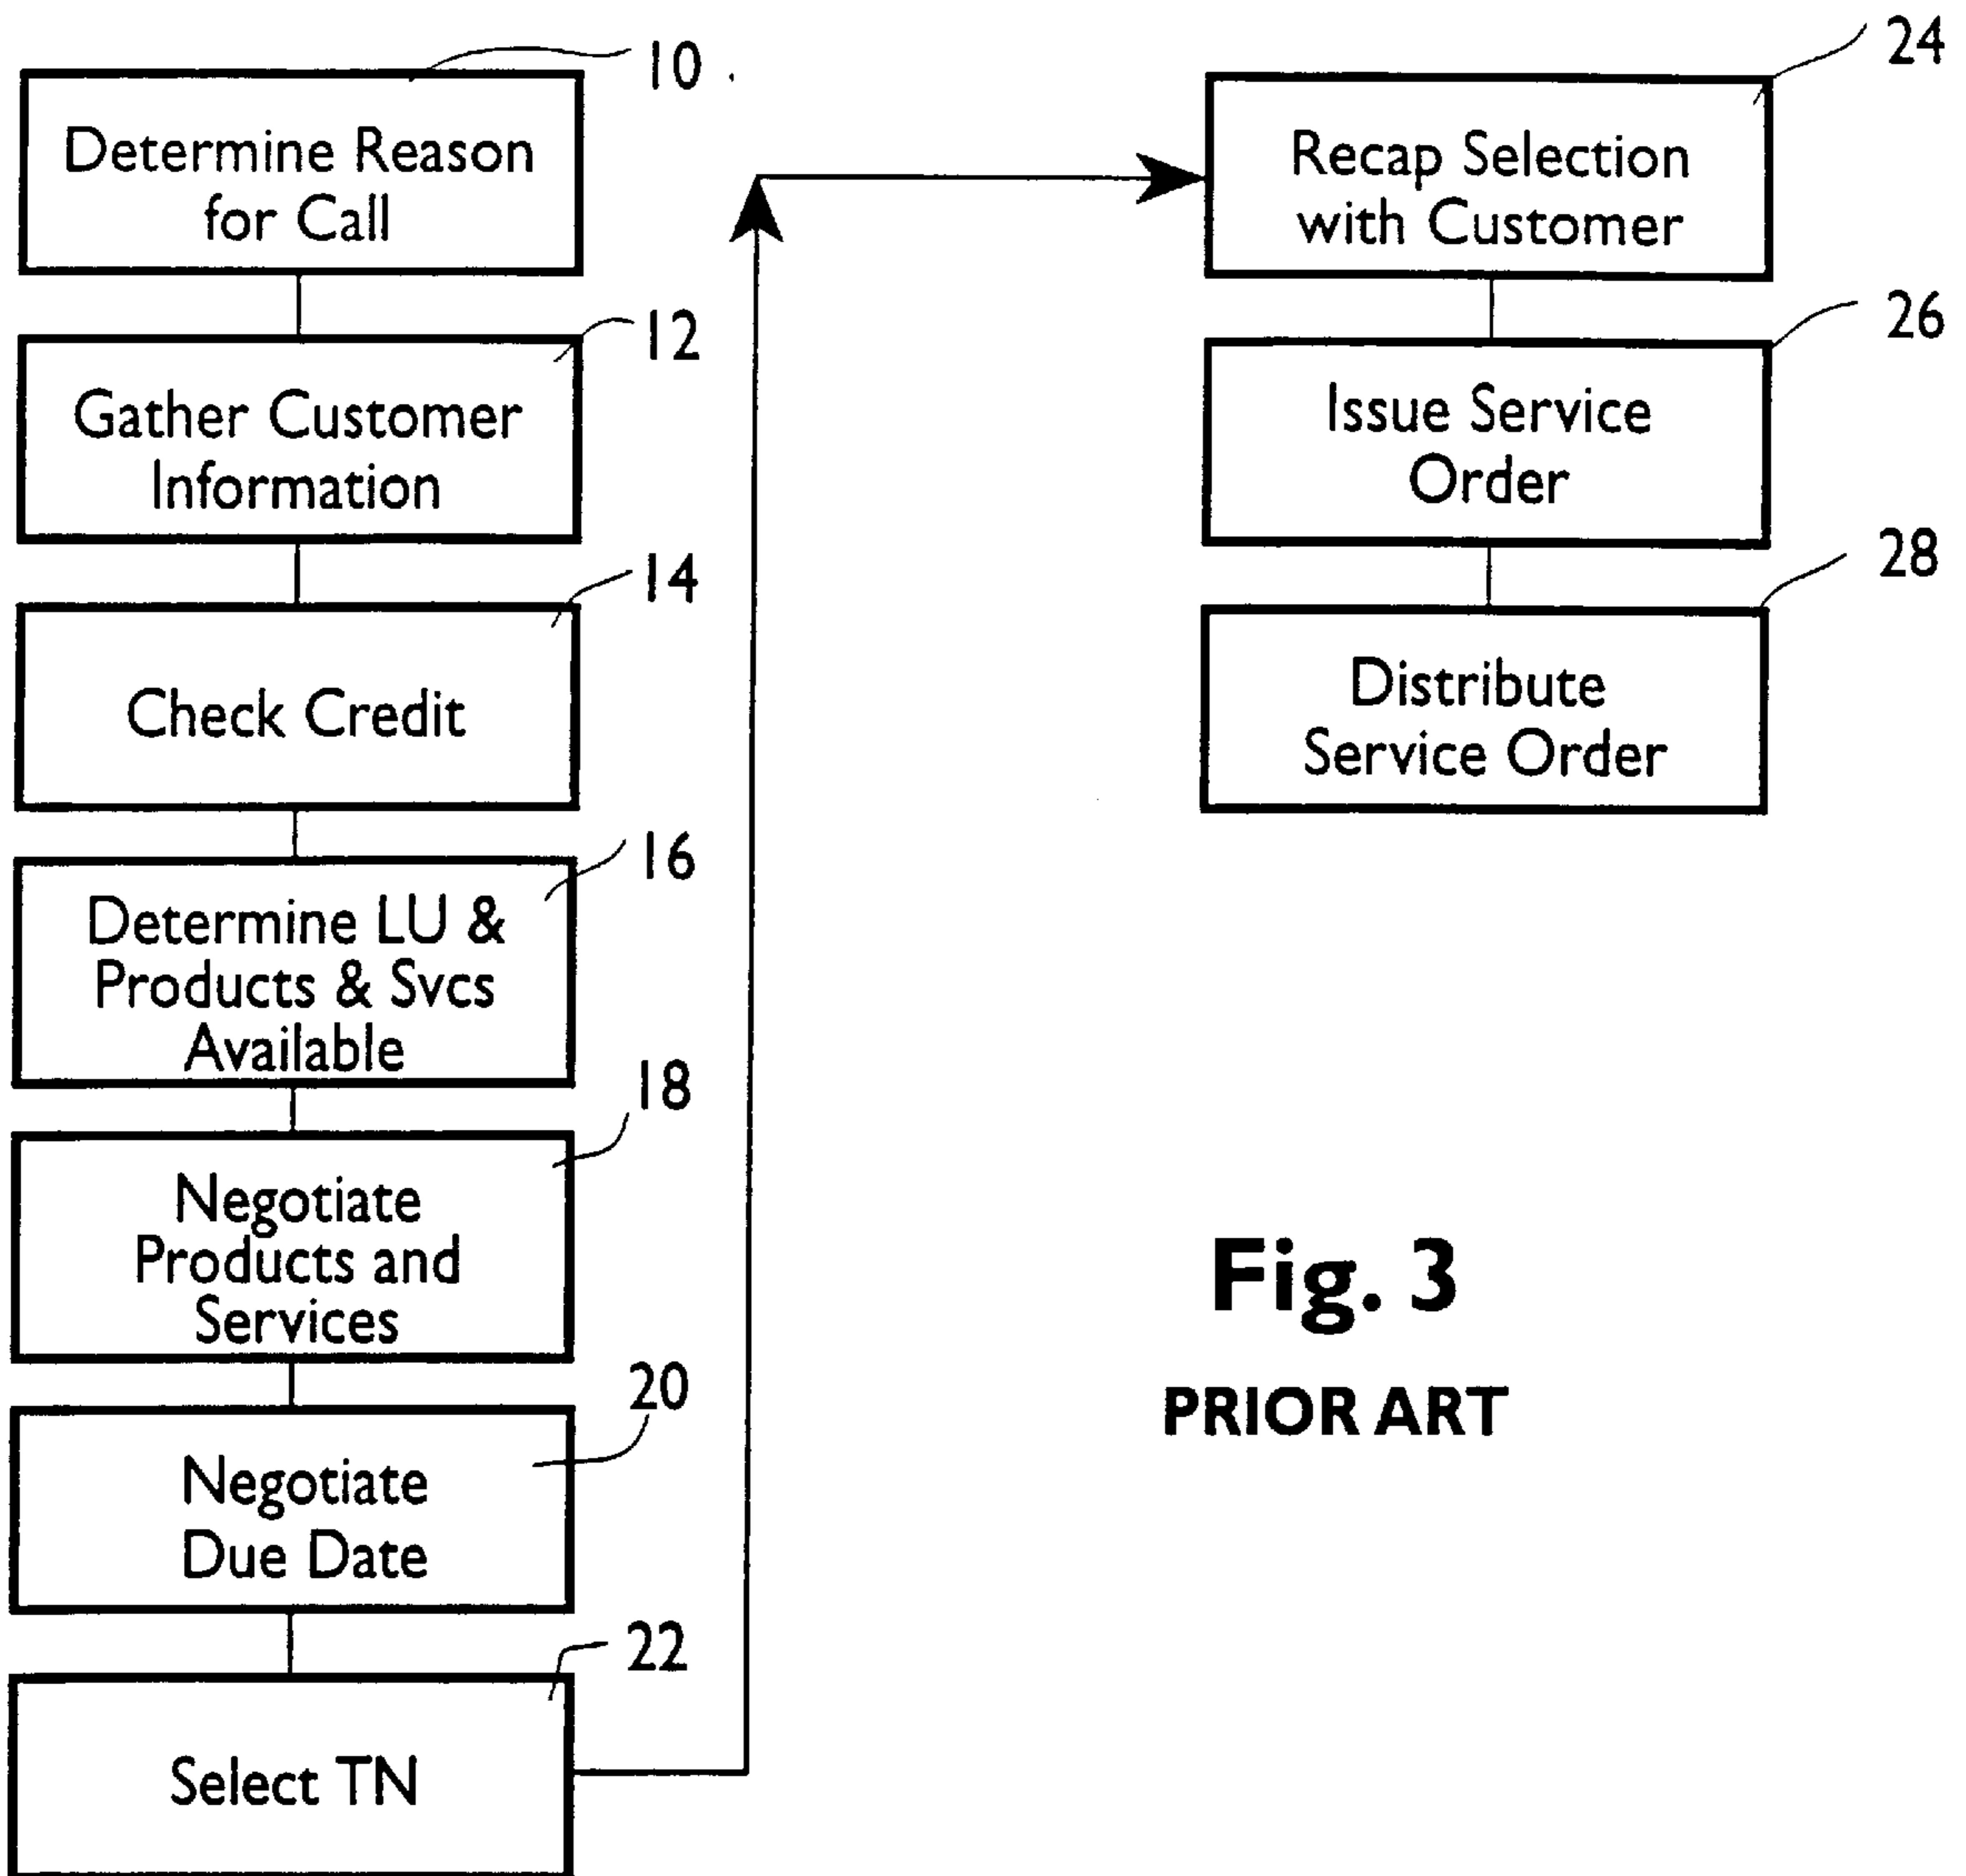 10
Determine Reason
for Call
12
Gather Customer
Information
14
Check Credit
16
Determine LU &
Products & Svcs
Available
18
Negotiate
Products and
Services
20
Negotiate
Due Date
22
Select TN
24
Recap Selection
with Customer
26
Issue Service
Order
28
Distribute
Service Order
Fig. 3
PRIOR ART